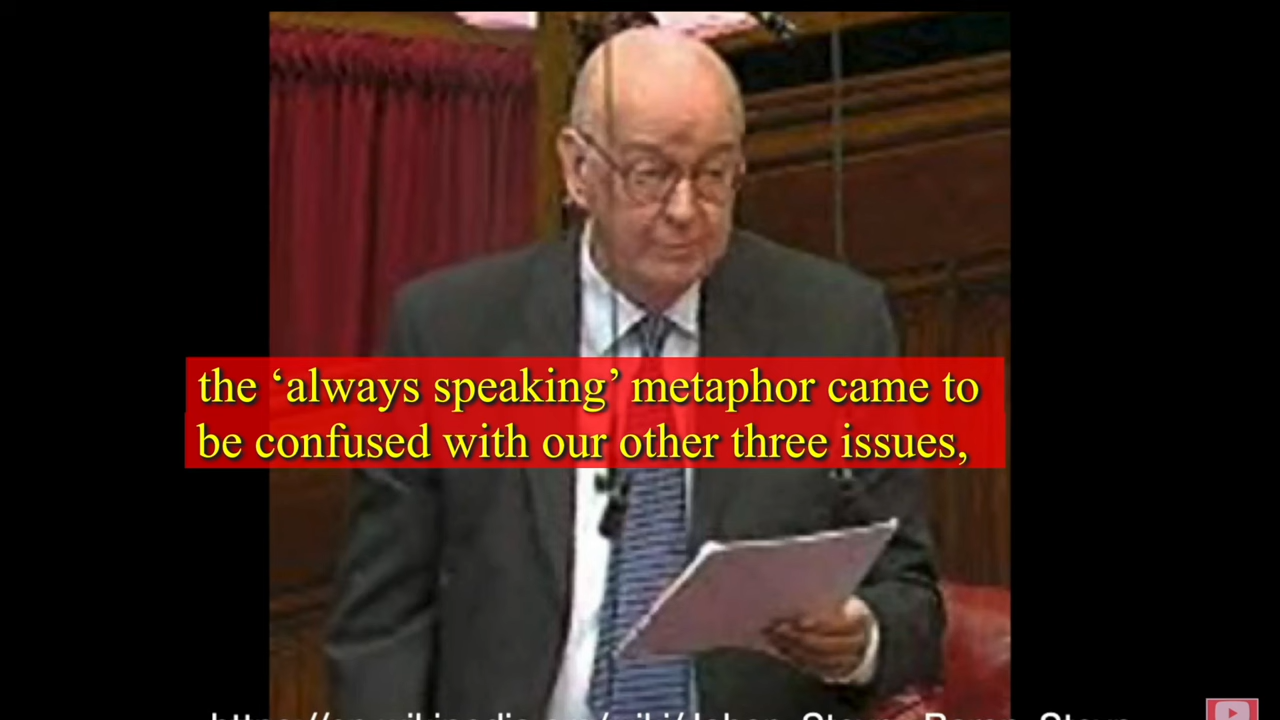 the ‘always speaking’ metaphor came to
be confused with our other three issues,